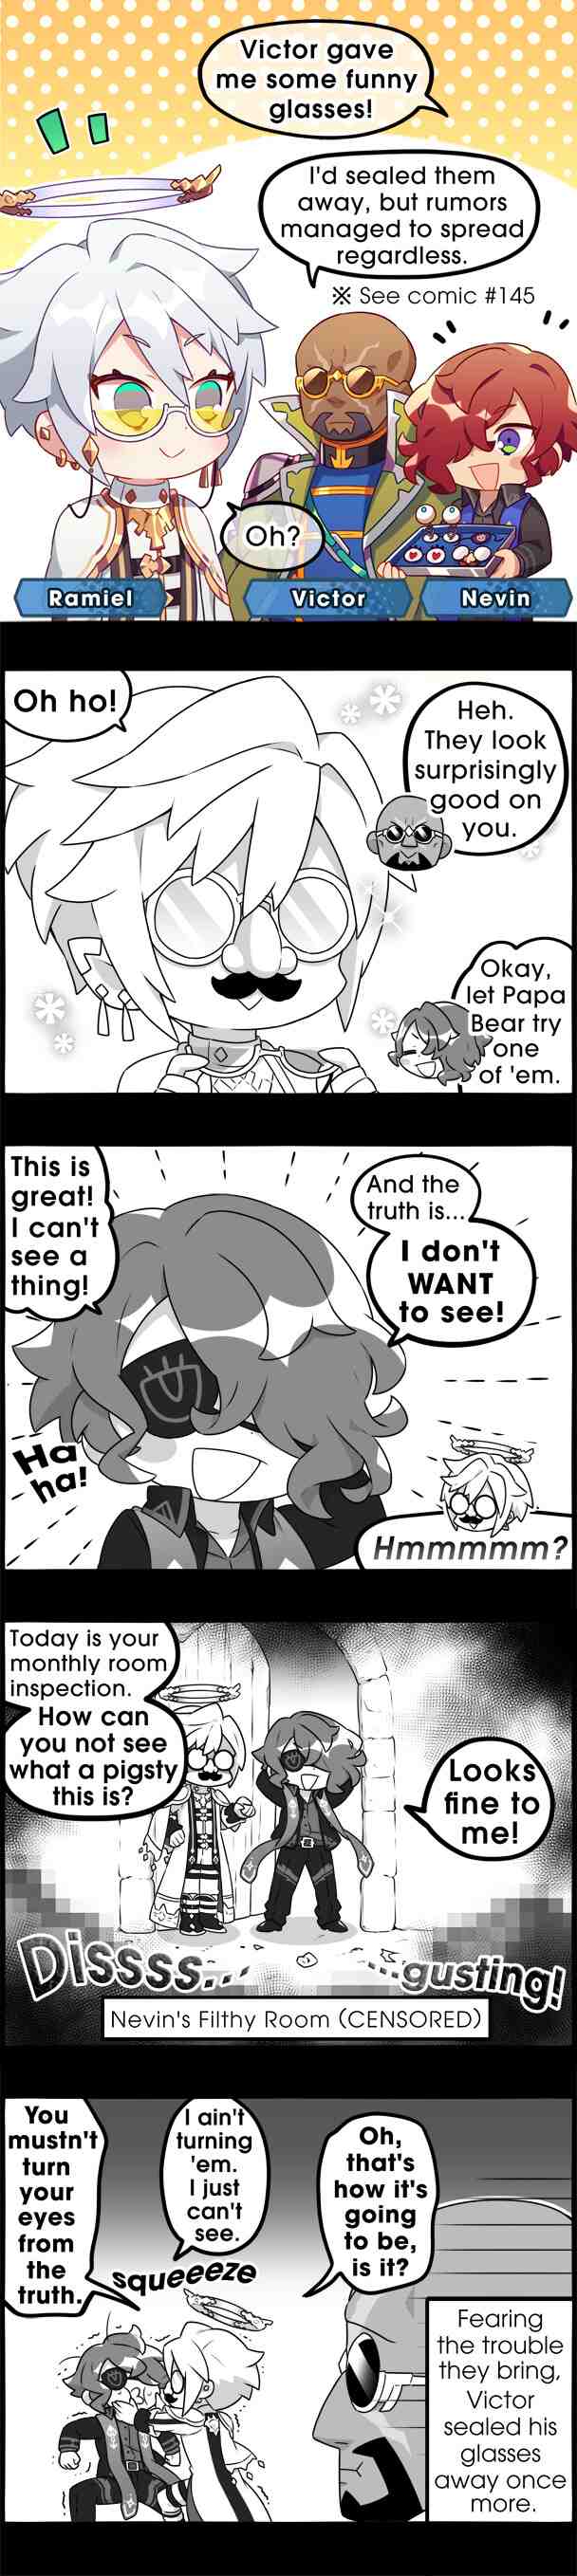 Victor gave
me some funny
glasses!
I'd sealed them
away, but rumors
managed to spread
regardless.
※ See comic #145
Oh?
Ramiel
Victor
Nevin
Oh ho!
Heh.
They look
surprisingly
good on
you.
Okay,
let Papa
Bear try
one
of 'em.
This is
great!
I can't
see a
thing!
And the
truth is...
I don't
WANT
to see!
Ha
ha!
Hmmmmm?
Today is your
monthly room
inspection.
How can
you not see
what a pigsty
this is?
Looks
fine to
me!
Dissss...
...gusting!
Nevin's Filthy Room (CENSORED)
You
mustn't
turn
your
eyes
from
the
truth.
I ain't
turning
'em.
I just
can't
see.
squeeeze
Oh,
that's
how it's
going
to be,
is it?
Fearing
the trouble
they bring,
Victor
sealed his
glasses
away once
more.